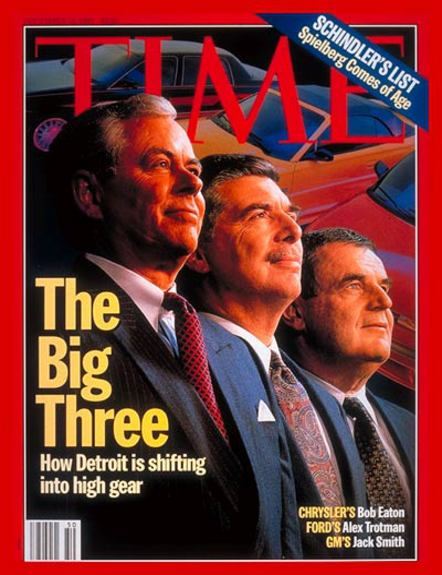 TIME
SCHINDLER'S LIST
Spielberg Comes of Age
The
Big
Three
How Detroit is shifting
into high gear
CHRYSLER'S Bob Eaton
FORD'S Alex Trotman
GM'S Jack Smith
50